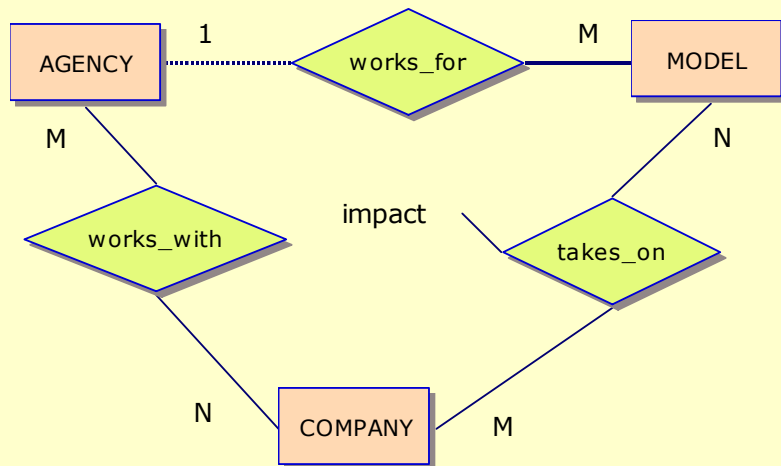 1
M
AGENCY
works_for
MODEL
M
N
impact
works_with
takes_on
N
COMPANY
M